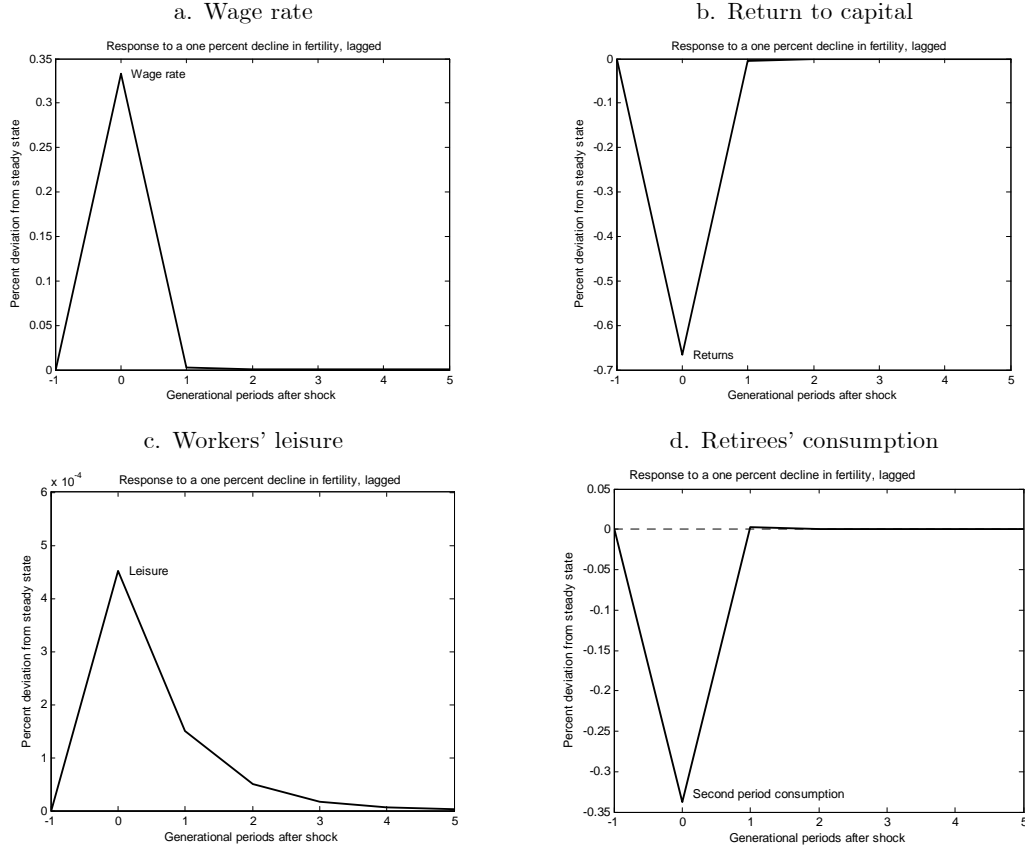 a. Wage rate
Response to a one percent decline in fertility, lagged
Percent deviation from steady state
0.35
0.3
0.25
0.2
0.15
0.1
0.05
0
Wage rate
-1 0 1 2 3 4 5
Generational periods after shock
b. Return to capital
Response to a one percent decline in fertility, lagged
Percent deviation from steady state
0
-0.1
-0.2
-0.3
-0.4
-0.5
-0.6
-0.7
Returns
-1 0 1 2 3 4 5
Generational periods after shock
c. Workers' leisure
Response to a one percent decline in fertility, lagged
x 10^-4
Percent deviation from steady state
6
5
4
3
2
1
0
Leisure
-1 0 1 2 3 4 5
Generational periods after shock
d. Retirees' consumption
Response to a one percent decline in fertility, lagged
Percent deviation from steady state
0.05
0
-0.05
-0.1
-0.15
-0.2
-0.25
-0.3
-0.35
Second period consumption
-1 0 1 2 3 4 5
Generational periods after shock